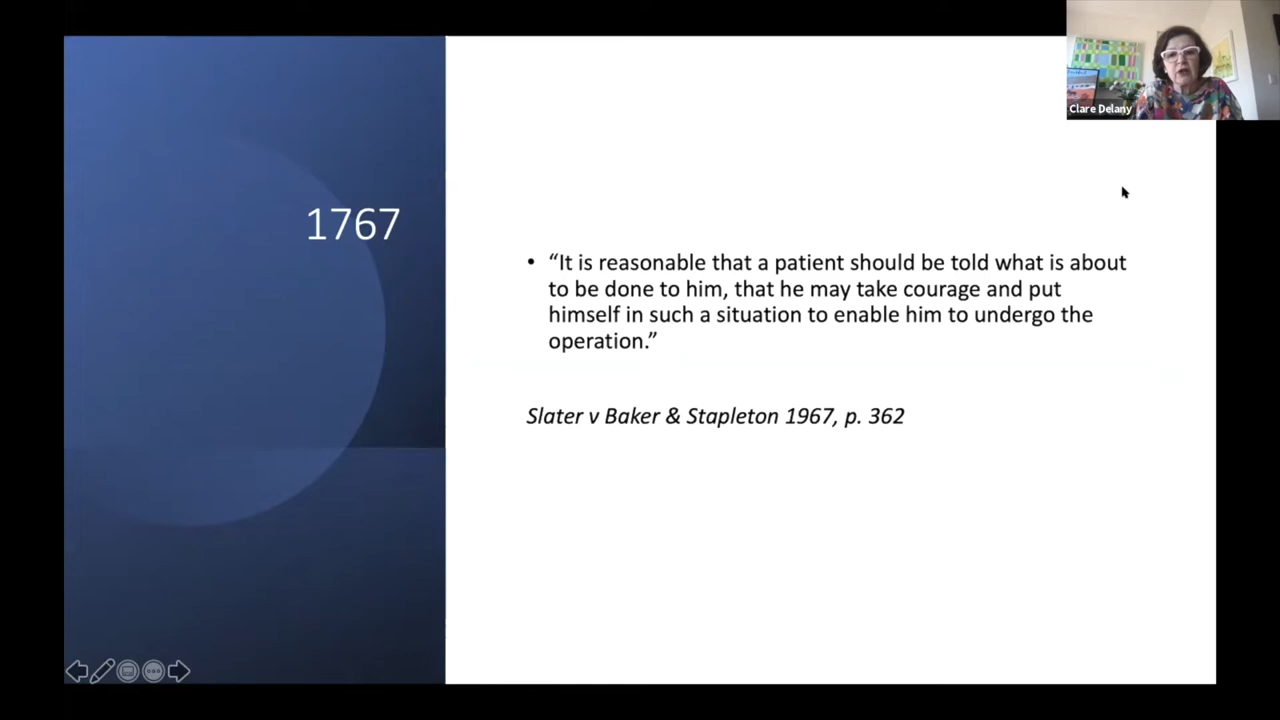 Clare Delany
1767
• “It is reasonable that a patient should be told what is about
to be done to him, that he may take courage and put
himself in such a situation to enable him to undergo the
operation.”
Slater v Baker & Stapleton 1967, p. 362